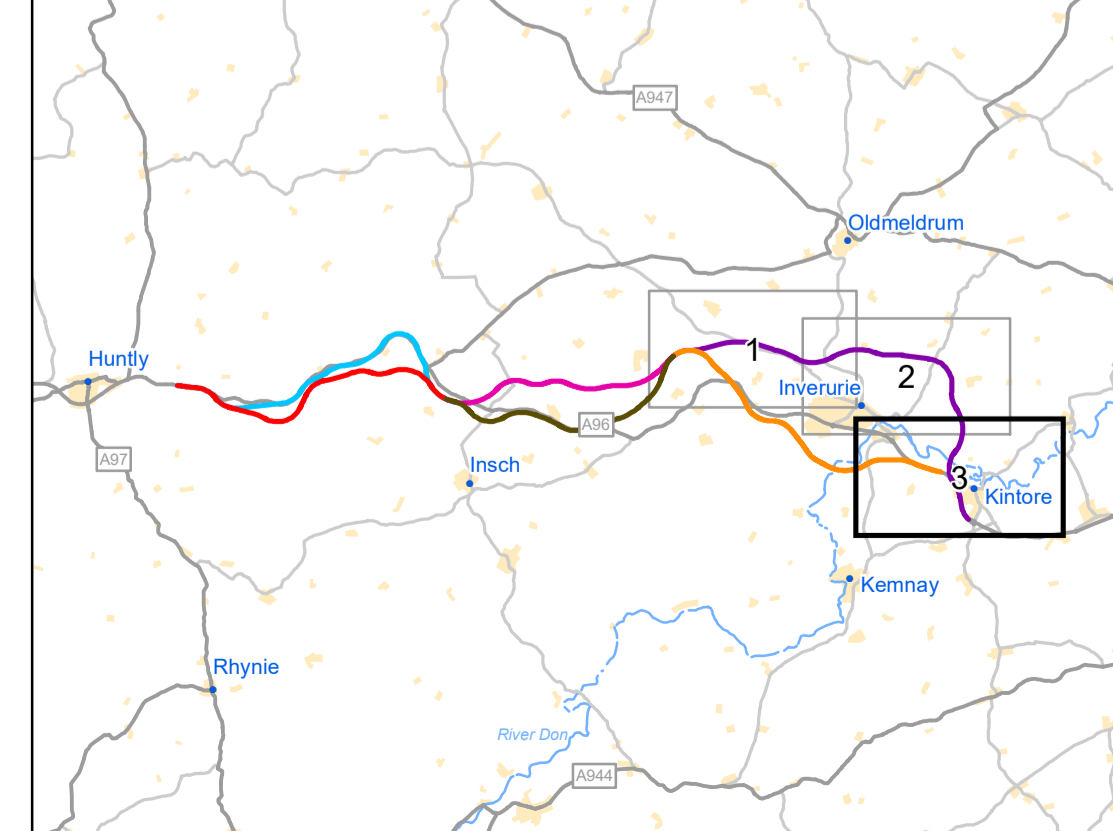 A947
Oldmeldrum
1
Huntly
2
Inverurie
A96
A97
Insch
3
Kintore
Kemnay
Rhynie
River Don
A944